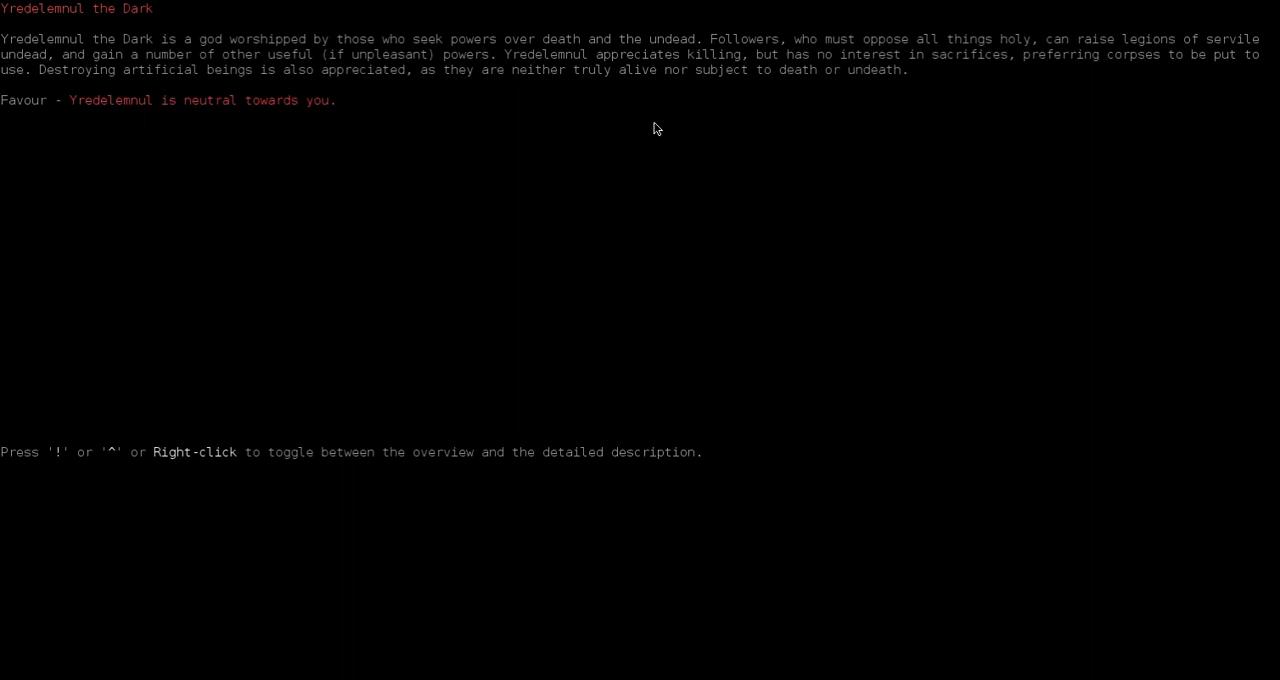 Yredelemnul the Dark
Yredelemnul the Dark is a god worshipped by those who seek powers over death and the undead. Followers, who must oppose all things holy, can raise legions of servile
undead, and gain a number of other useful (if unpleasant) powers. Yredelemnul appreciates killing, but has no interest in sacrifices, preferring corpses to be put to
use. Destroying artificial beings is also appreciated, as they are neither truly alive nor subject to death or undeath.
Favour - Yredelemnul is neutral towards you.
Press '!' or '^' or Right-click to toggle between the overview and the detailed description.